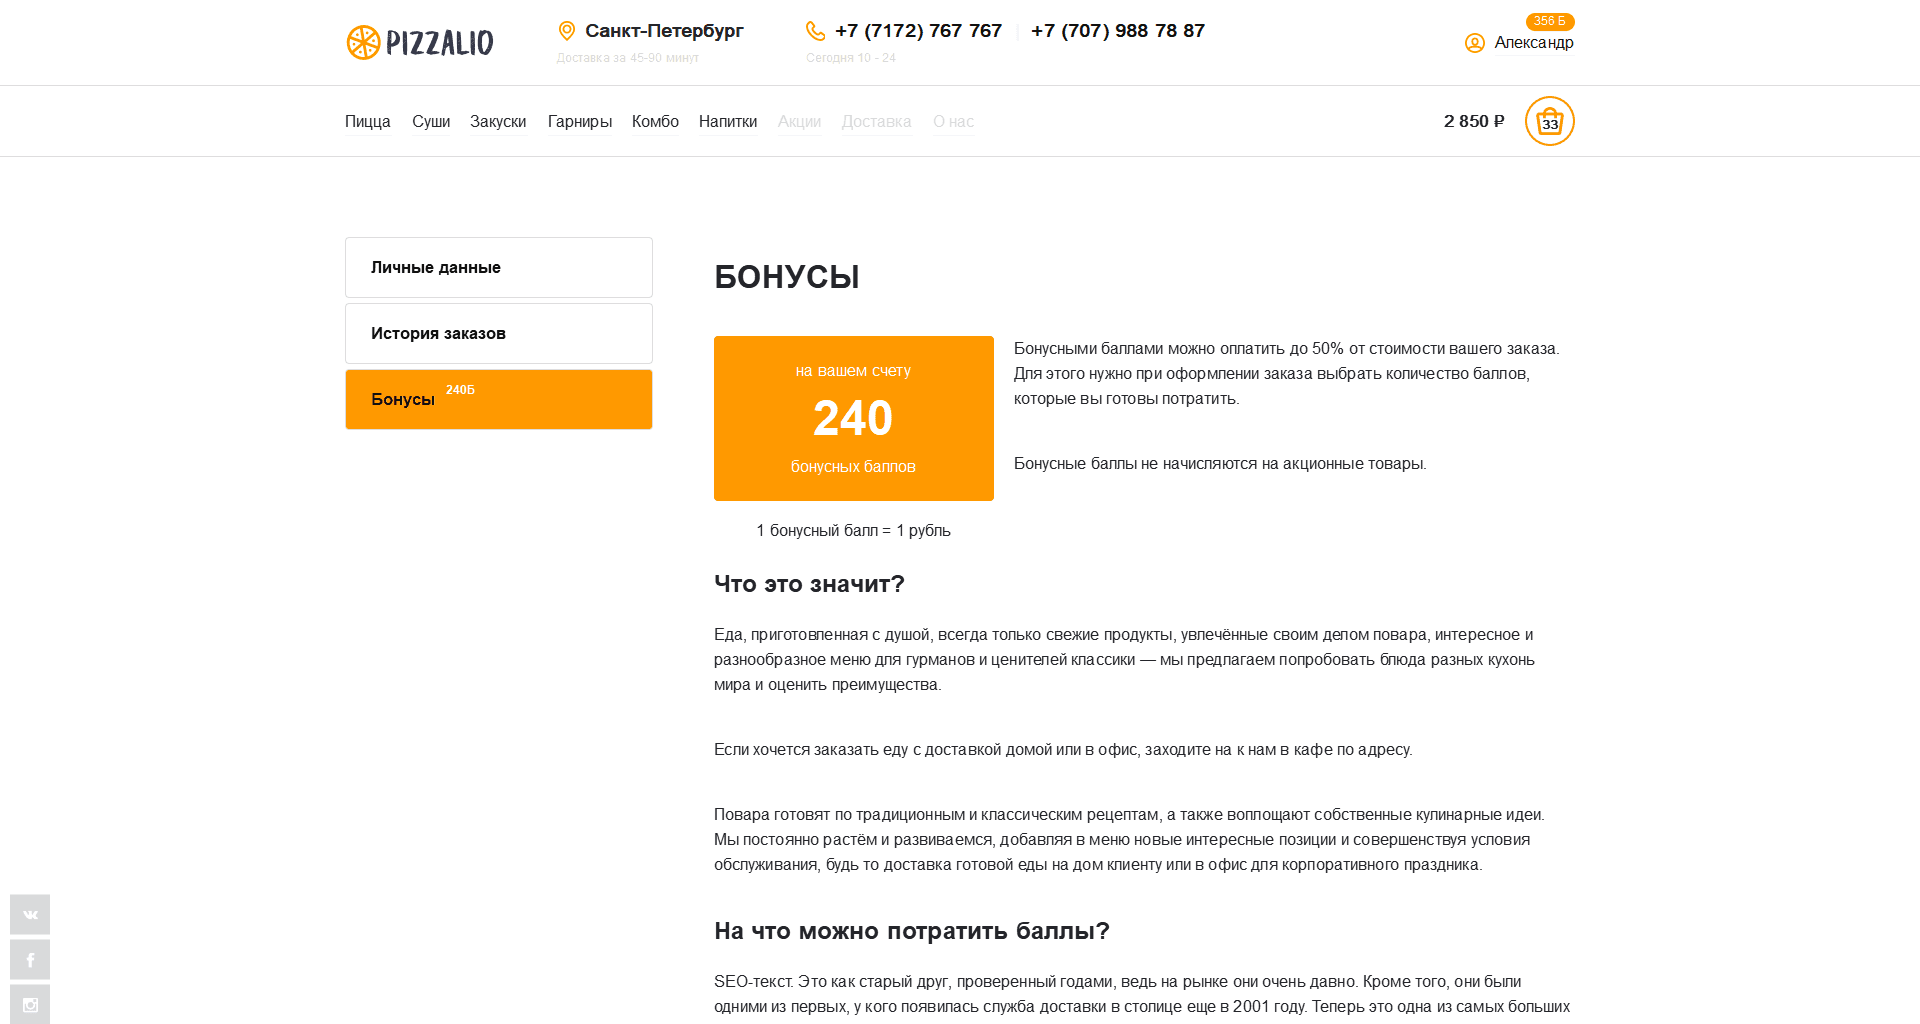 PIZZALIO
Санкт-Петербург
Доставка за 45-90 минут
+7 (7172) 767 767
+7 (707) 988 78 87
Сегодня 10 - 24
356 Б
Александр
Пицца
Суши
Закуски
Гарниры
Комбо
Напитки
Акции
Доставка
О нас
2 850 ₽
33
Личные данные
История заказов
Бонусы 240Б
БОНУСЫ
на вашем счету
240
бонусных баллов
1 бонусный балл = 1 рубль
Бонусными баллами можно оплатить до 50% от стоимости вашего заказа.
Для этого нужно при оформлении заказа выбрать количество баллов,
которые вы готовы потратить.
Бонусные баллы не начисляются на акционные товары.
Что это значит?
Еда, приготовленная с душой, всегда только свежие продукты, увлечённые своим делом повара, интересное и
разнообразное меню для гурманов и ценителей классики — мы предлагаем попробовать блюда разных кухонь
мира и оценить преимущества.
Если хочется заказать еду с доставкой домой или в офис, заходите на к нам в кафе по адресу.
Повара готовят по традиционным и классическим рецептам, а также воплощают собственные кулинарные идеи.
Мы постоянно растём и развиваемся, добавляя в меню новые интересные позиции и совершенствуя условия
обслуживания, будь то доставка готовой еды на дом клиенту или в офис для корпоративного праздника.
На что можно потратить баллы?
SEO-текст. Это как старый друг, проверенный годами, ведь на рынке они очень давно. Кроме того, они были
одними из первых, у кого появилась служба доставки в столице еще в 2001 году. Теперь это одна из самых больших